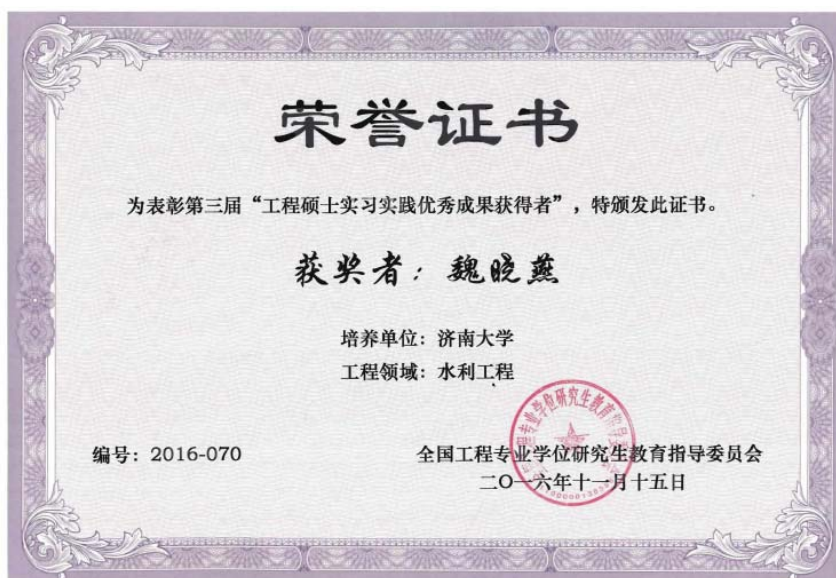 荣誉证书
为表彰第三届“工程硕士实习实践优秀成果获得者”，特颁发此证书。
获奖者：魏晓燕
培养单位：济南大学
工程领域：水利工程
编号：2016-070
全国工程专业学位研究生教育指导委员会
二〇一六年十一月十五日